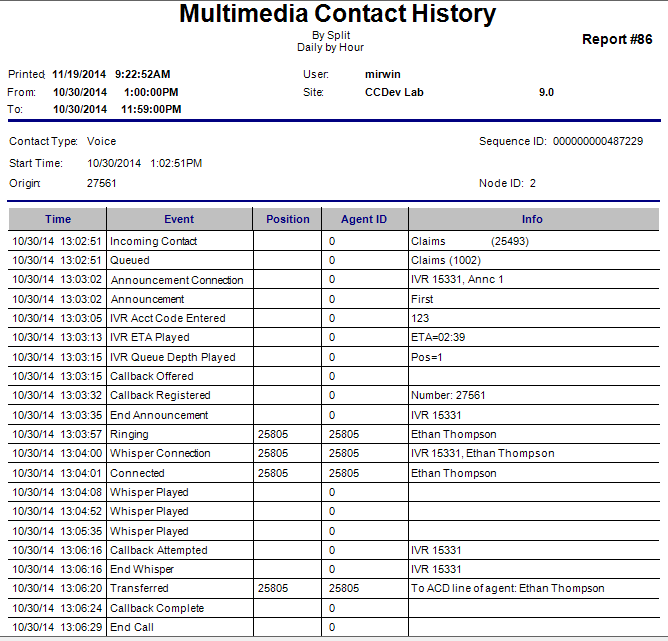 Multimedia Contact History
By Split
Daily by Hour
Report #86
Printed: 11/19/2014 9:22:52AM User: mirwin
From: 10/30/2014 1:00:00PM Site: CCDev Lab 9.0
To: 10/30/2014 11:59:00PM
Contact Type: Voice Sequence ID: 000000000487229
Start Time: 10/30/2014 1:02:51PM
Origin: 27561 Node ID: 2
Time Event Position Agent ID Info
10/30/14 13:02:51 Incoming Contact 0 Claims (25493)
10/30/14 13:02:51 Queued 0 Claims (1002)
10/30/14 13:03:02 Announcement Connection 0 IVR 15331, Annc 1
10/30/14 13:03:02 Announcement 0 First
10/30/14 13:03:05 IVR Acct Code Entered 0 123
10/30/14 13:03:13 IVR ETA Played 0 ETA=02:39
10/30/14 13:03:15 IVR Queue Depth Played 0 Pos=1
10/30/14 13:03:15 Callback Offered 0
10/30/14 13:03:32 Callback Registered 0 Number: 27561
10/30/14 13:03:35 End Announcement 0 IVR 15331
10/30/14 13:03:57 Ringing 25805 25805 Ethan Thompson
10/30/14 13:04:00 Whisper Connection 25805 25805 IVR 15331, Ethan Thompson
10/30/14 13:04:01 Connected 25805 25805 Ethan Thompson
10/30/14 13:04:08 Whisper Played 0
10/30/14 13:04:52 Whisper Played 0
10/30/14 13:05:35 Whisper Played 0
10/30/14 13:06:16 Callback Attempted 0 IVR 15331
10/30/14 13:06:16 End Whisper 0 IVR 15331
10/30/14 13:06:20 Transferred 25805 25805 To ACD line of agent: Ethan Thompson
10/30/14 13:06:24 Callback Complete 0
10/30/14 13:06:29 End Call 0